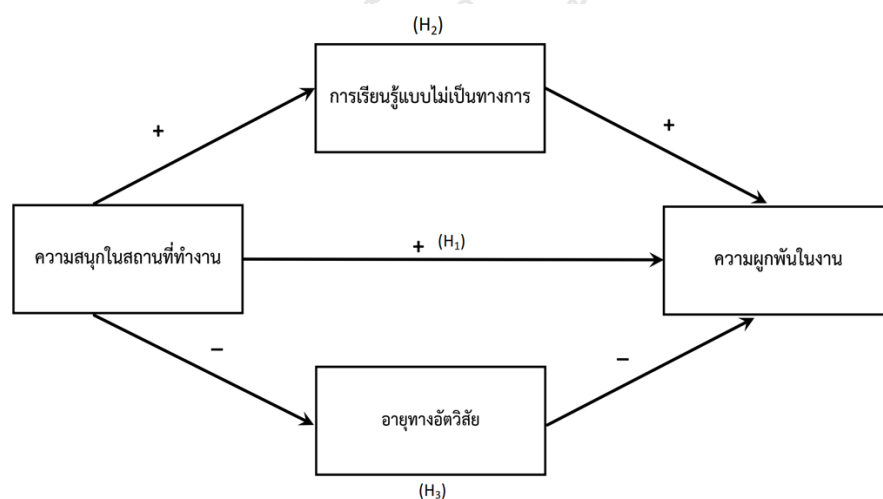 (H₂)
การเรียนรู้แบบไม่เป็นทางการ
+
+
ความสนุกในสถานที่ทำงาน
+ (H₁)
ความผูกพันในงาน
–
–
อายุทางอัตวิสัย
(H₃)